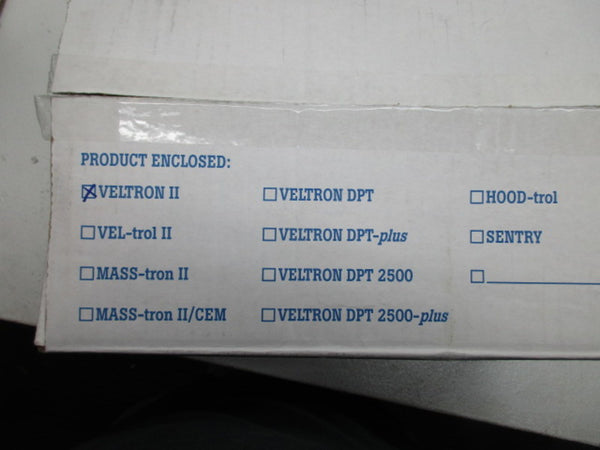 PRODUCT ENCLOSED:
☒ VELTRON II
☐ VEL-trol II
☐ MASS-tron II
☐ MASS-tron II/CEM
☐ VELTRON DPT
☐ VELTRON DPT-plus
☐ VELTRON DPT 2500
☐ VELTRON DPT 2500-plus
☐ HOOD-trol
☐ SENTRY
☐